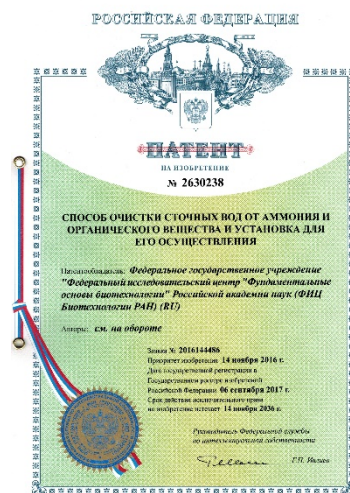 РОССИЙСКАЯ ФЕДЕРАЦИЯ
ПАТЕНТ
НА ИЗОБРЕТЕНИЕ
№ 2630238
СПОСОБ ОЧИСТКИ СТОЧНЫХ ВОД ОТ АММОНИЯ И
ОРГАНИЧЕСКОГО ВЕЩЕСТВА И УСТАНОВКА ДЛЯ
ЕГО ОСУЩЕСТВЛЕНИЯ
Патентообладатель: Федеральное государственное учреждение
"Федеральный исследовательский центр "Фундаментальные
основы биотехнологии" Российской академии наук (ФИЦ
Биотехнологии РАН) (RU)
Авторы: см. на обороте
Заявка № 2016144486
Приоритет изобретения 14 ноября 2016 г.
Дата государственной регистрации в
Государственном реестре изобретений
Российской Федерации 06 сентября 2017 г.
Срок действия исключительного права
на изобретение истекает 14 ноября 2036 г.
Руководитель Федеральной службы
по интеллектуальной собственности
Г.П. Ивлиев